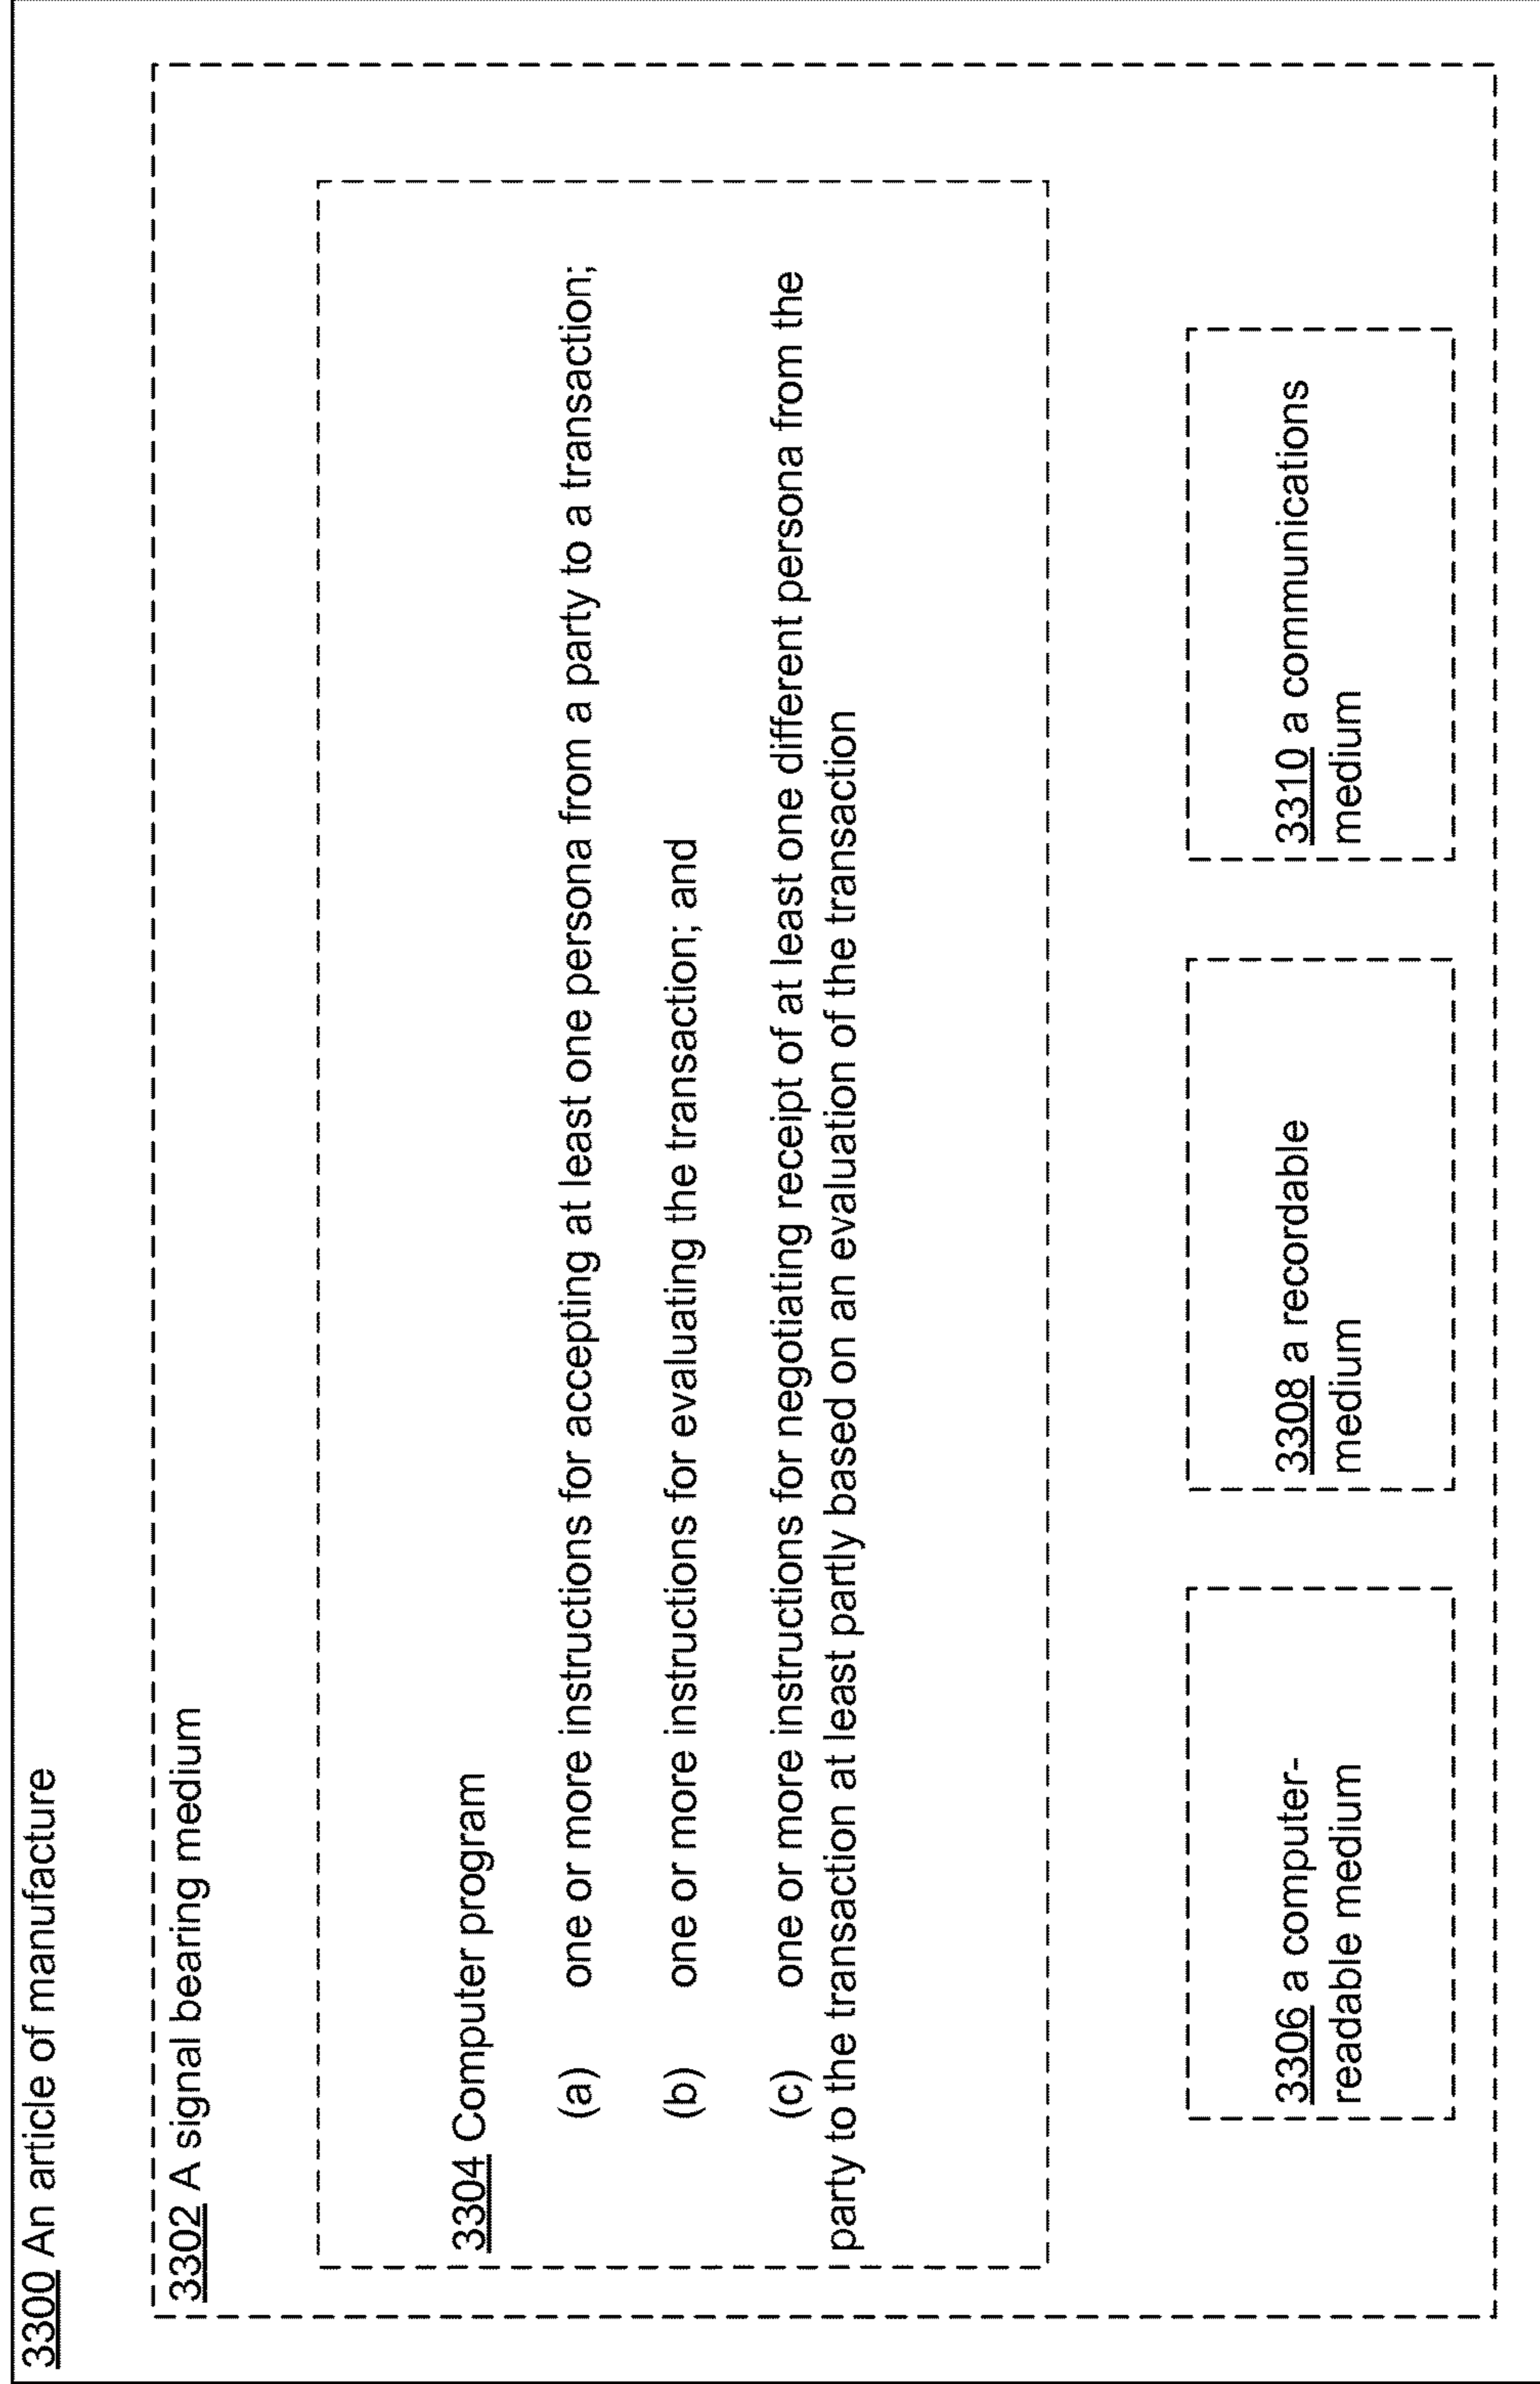 3300 An article of manufacture
3302 A signal bearing medium
3304 Computer program
(a) one or more instructions for accepting at least one persona from a party to a transaction;
(b) one or more instructions for evaluating the transaction; and
(c) one or more instructions for negotiating receipt of at least one different persona from the
party to the transaction at least partly based on an evaluation of the transaction
3306 a computer-
readable medium
3308 a recordable
medium
3310 a communications
medium